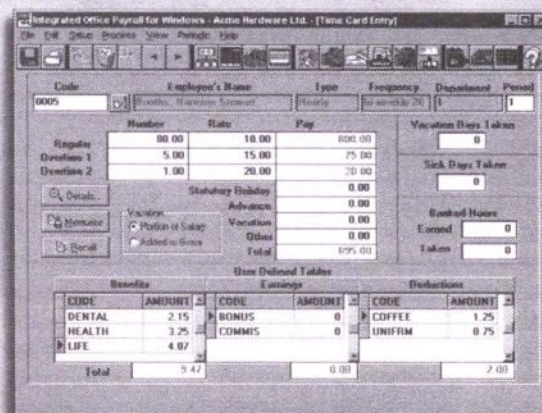 Integrated Office Payroll for Windows - Acme Hardware Ltd. - [Time Card Entry]
File Edit Setup Process View Periodic Help
Code Employee's Name Type Frequency Department Period
0005 Hourly 1 1
Number Rate Pay Vacation Days Taken
Regular 80.00 10.00 800.00 0
Overtime 1 5.00 15.00 75.00
Overtime 2 1.00 20.00 20.00 Sick Days Taken
Details Statutory Holiday 0.00 0
Advance 0.00
Memorize Vacation Vacation 0.00 Banked Hours
Portion of Salary Other 0.00 Earned 0
Recall Added to Gross Total 895.00 Taken 0
User Defined Tables
Benefits Earnings Deductions
CODE AMOUNT CODE AMOUNT CODE AMOUNT
DENTAL 2.15 BONUS 0 COFFEE 1.25
HEALTH 3.25 COMMIS 0 UNIFRM 0.75
LIFE 4.07
Total 9.47 0.00 2.00